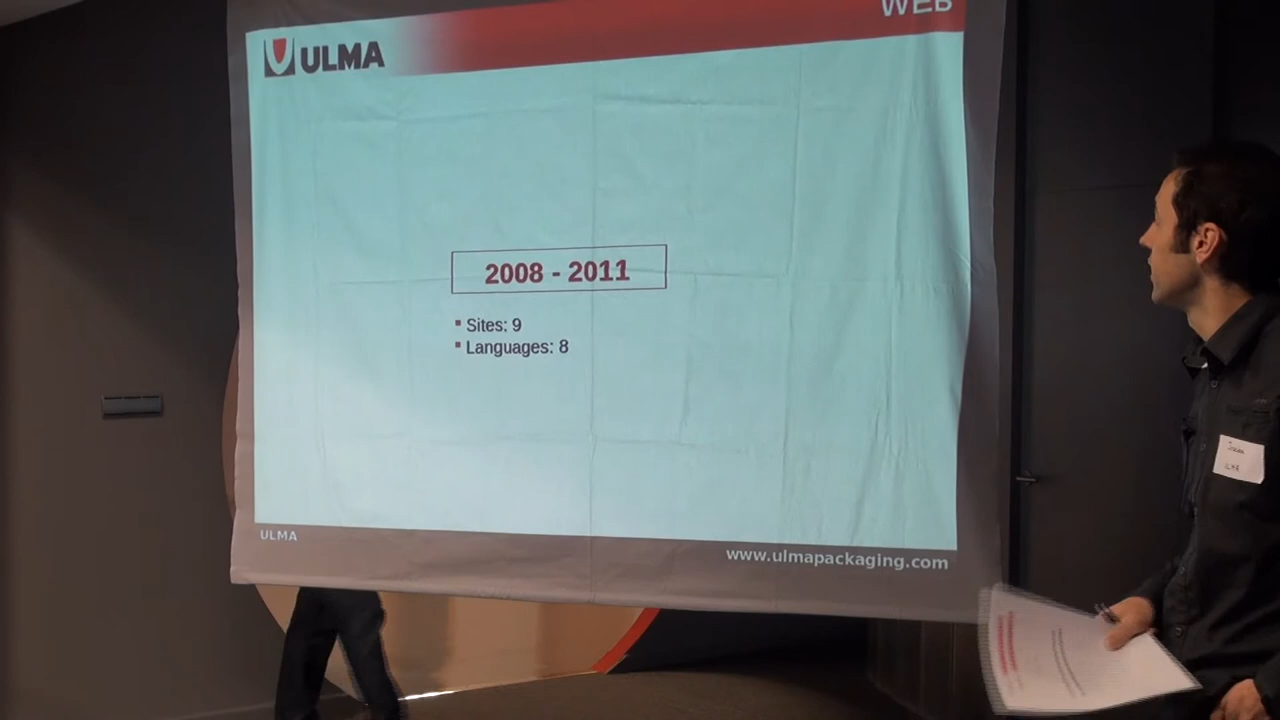 WEB
ULMA
2008 - 2011
▪ Sites: 9
▪ Languages: 8
ULMA
www.ulmapackaging.com